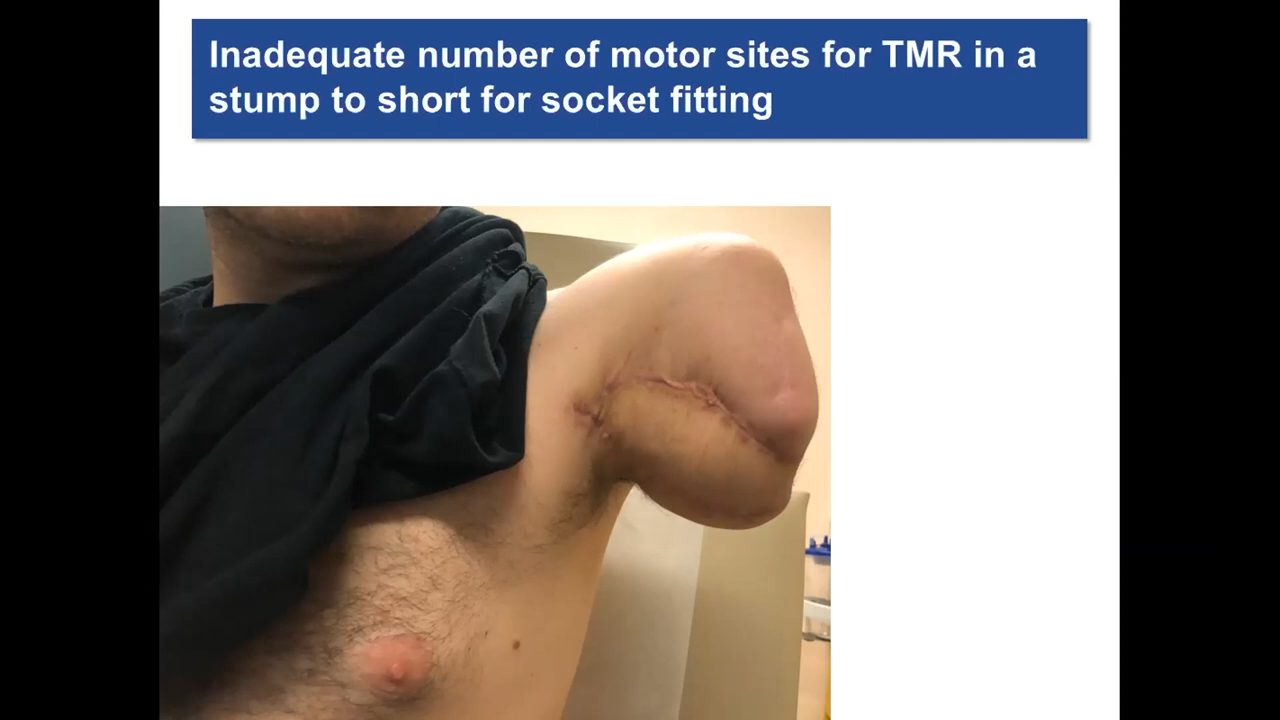 Inadequate number of motor sites for TMR in a
stump to short for socket fitting